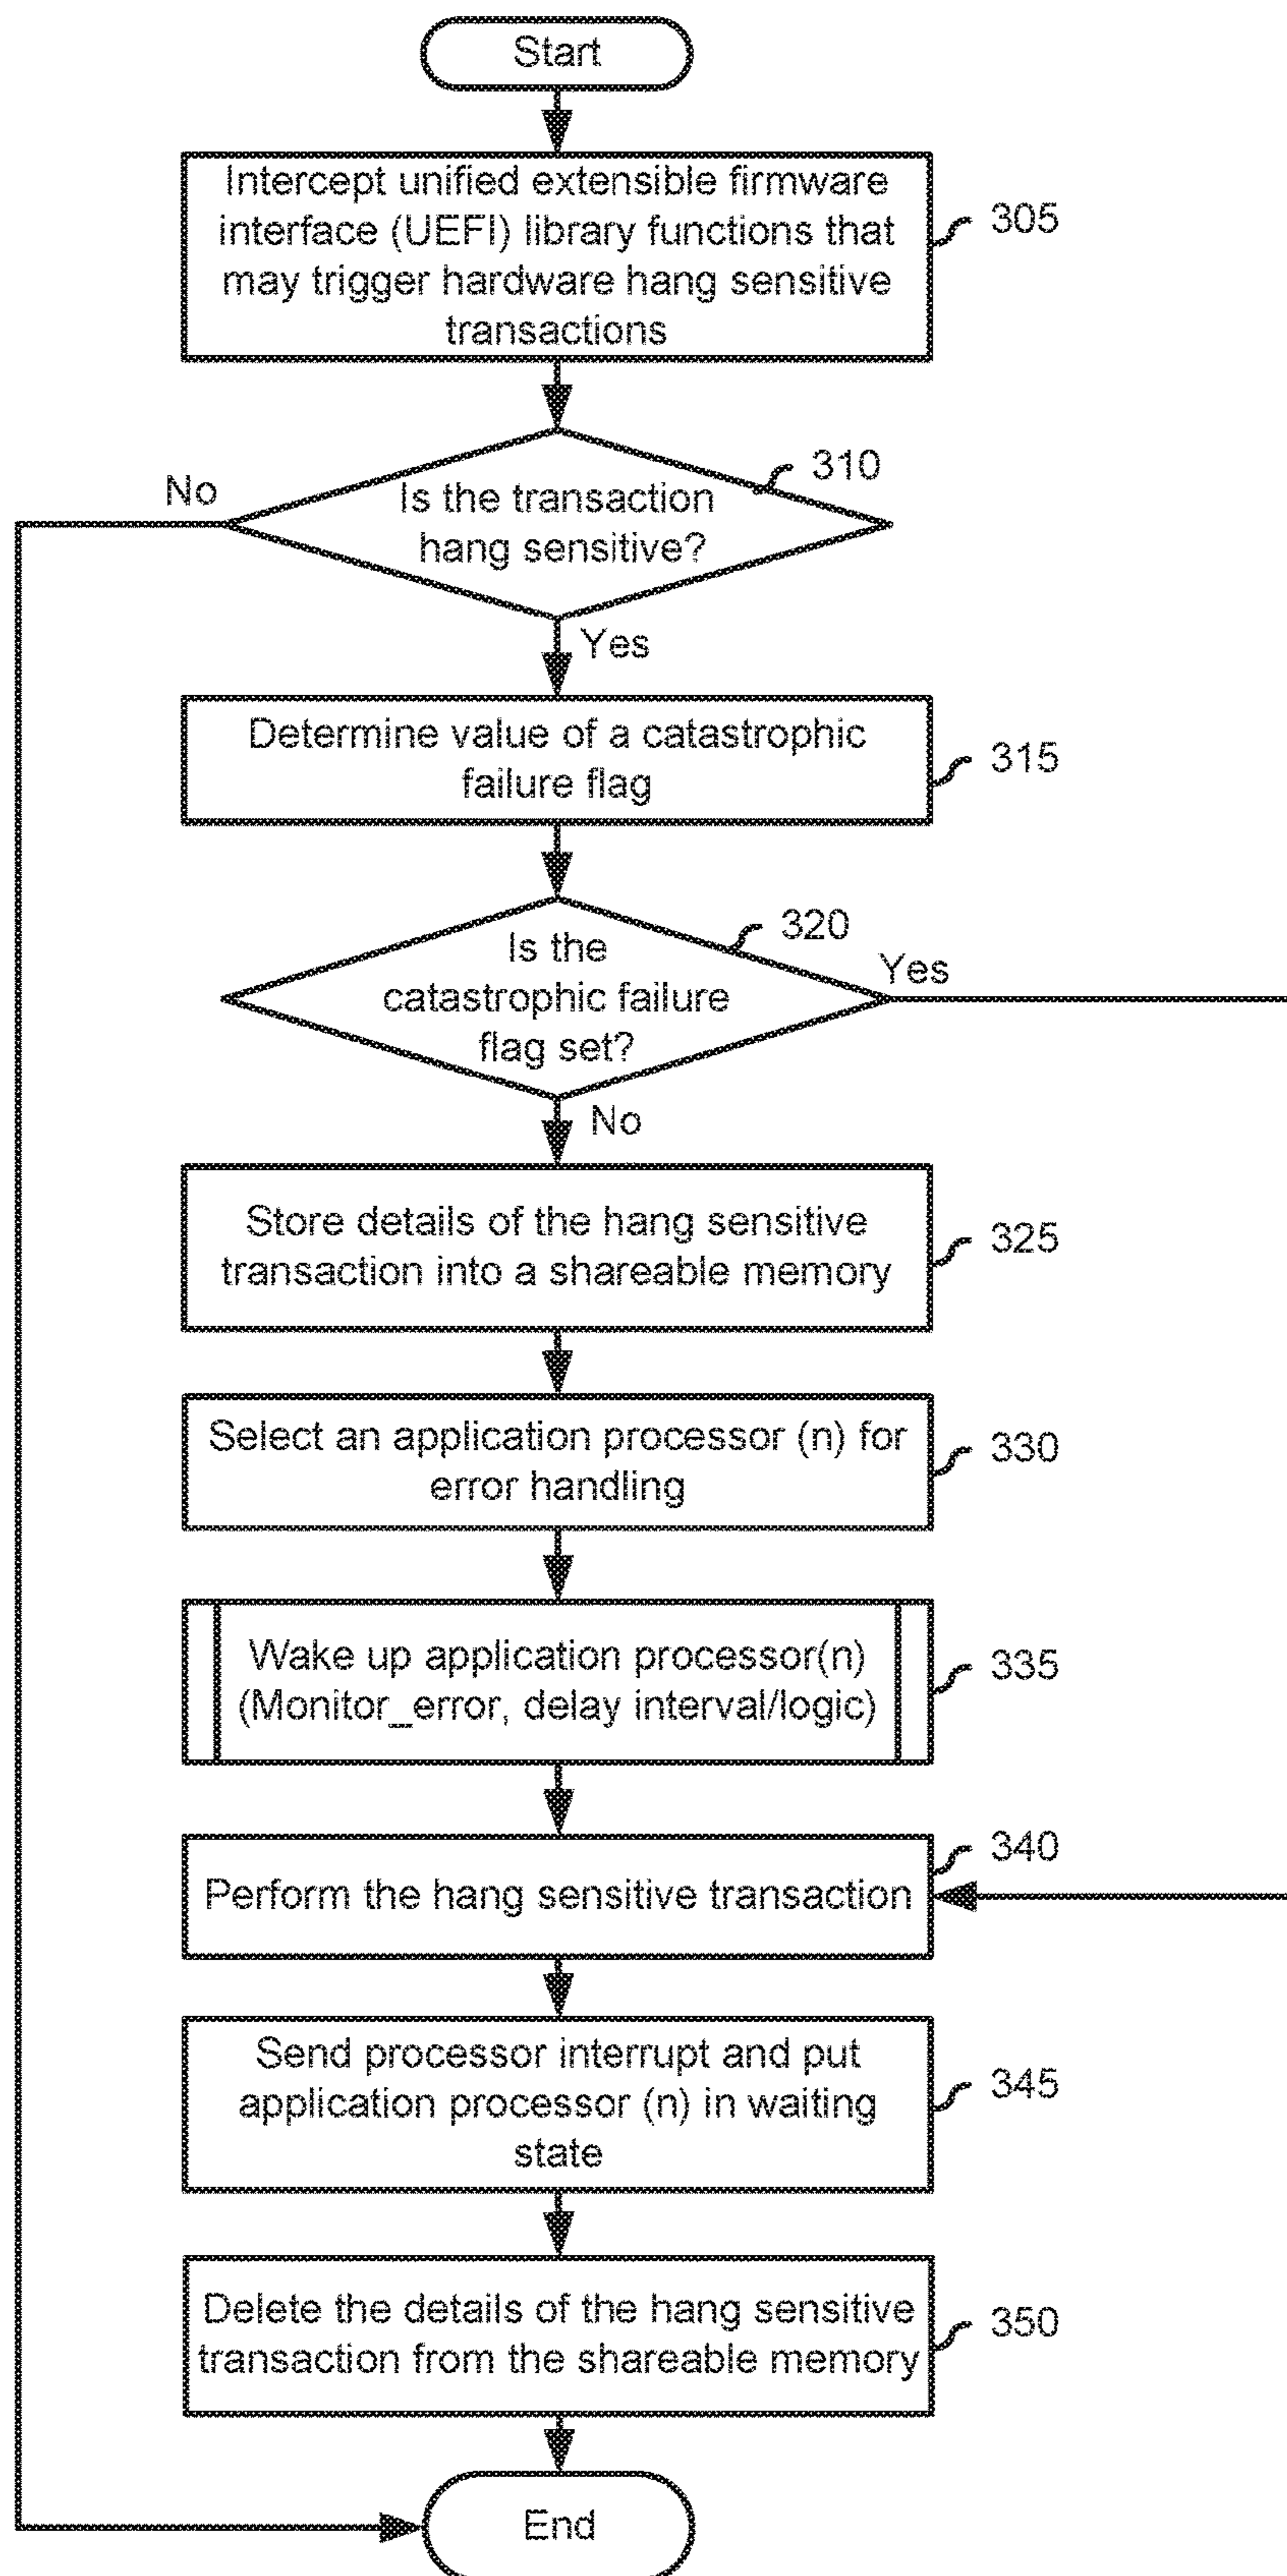 Start
Intercept unified extensible firmware
interface (UEFI) library functions that
may trigger hardware hang sensitive
transactions
305
No
310
Is the transaction
hang sensitive?
Yes
Determine value of a catastrophic
failure flag
315
320
Is the
catastrophic failure
flag set?
Yes
No
Store details of the hang sensitive
transaction into a shareable memory
325
Select an application processor (n) for
error handling
330
Wake up application processor(n)
(Monitor_error, delay interval/logic)
335
340
Perform the hang sensitive transaction
Send processor interrupt and put
application processor (n) in waiting
state
345
Delete the details of the hang sensitive
transaction from the shareable memory
350
End